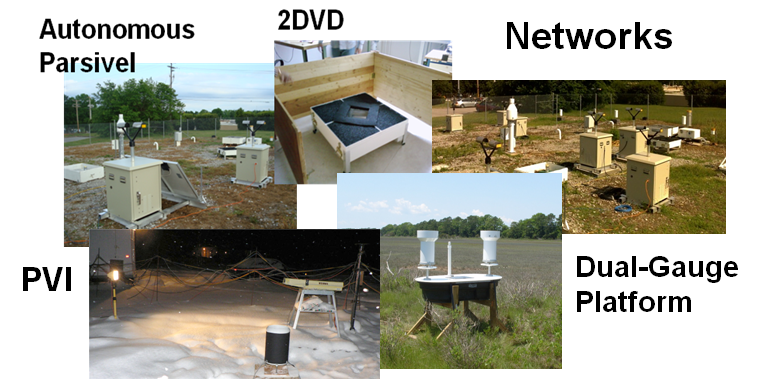 Autonomous
Parsivel
2DVD
Networks
PVI
Dual-Gauge
Platform